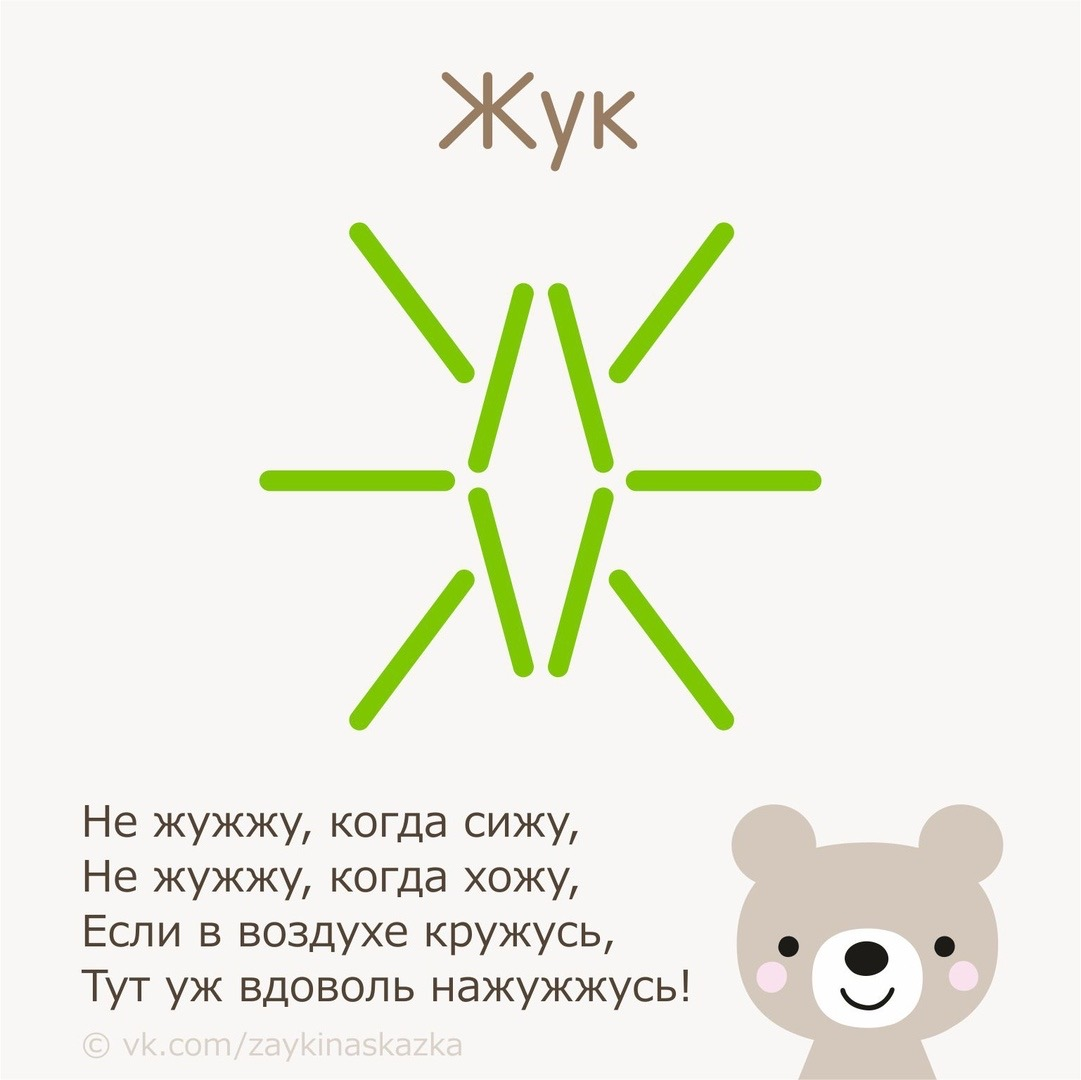 Жук
Не жужжу, когда сижу,
Не жужжу, когда хожу,
Если в воздухе кружусь,
Тут уж вдоволь нажужжусь!
© vk.com/zaykinaskazka